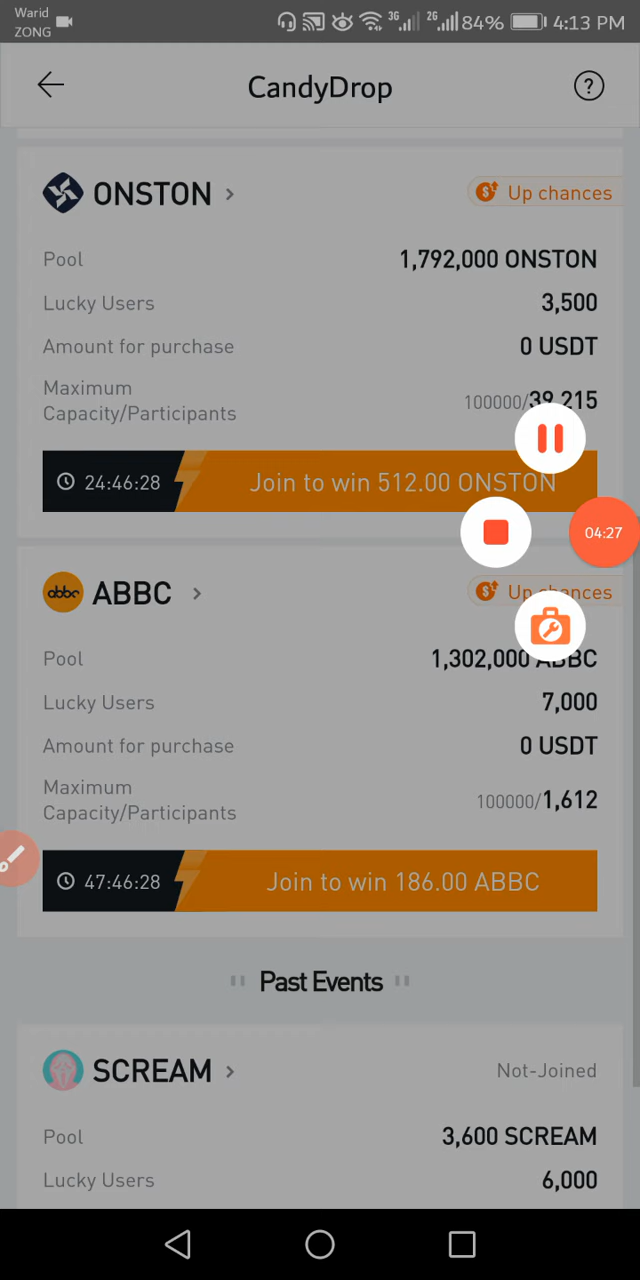 Warid
ZONG
3G
2G
84%
4:13 PM
CandyDrop
?
ONSTON >
Up chances
Pool
1,792,000 ONSTON
Lucky Users
3,500
Amount for purchase
0 USDT
Maximum
Capacity/Participants
100000/39,215
24:46:28
Join to win 512.00 ONSTON
04:27
abbc
ABBC >
Up chances
Pool
1,302,000 ABBC
Lucky Users
7,000
Amount for purchase
0 USDT
Maximum
Capacity/Participants
100000/1,612
47:46:28
Join to win 186.00 ABBC
Past Events
SCREAM >
Not-Joined
Pool
3,600 SCREAM
Lucky Users
6,000